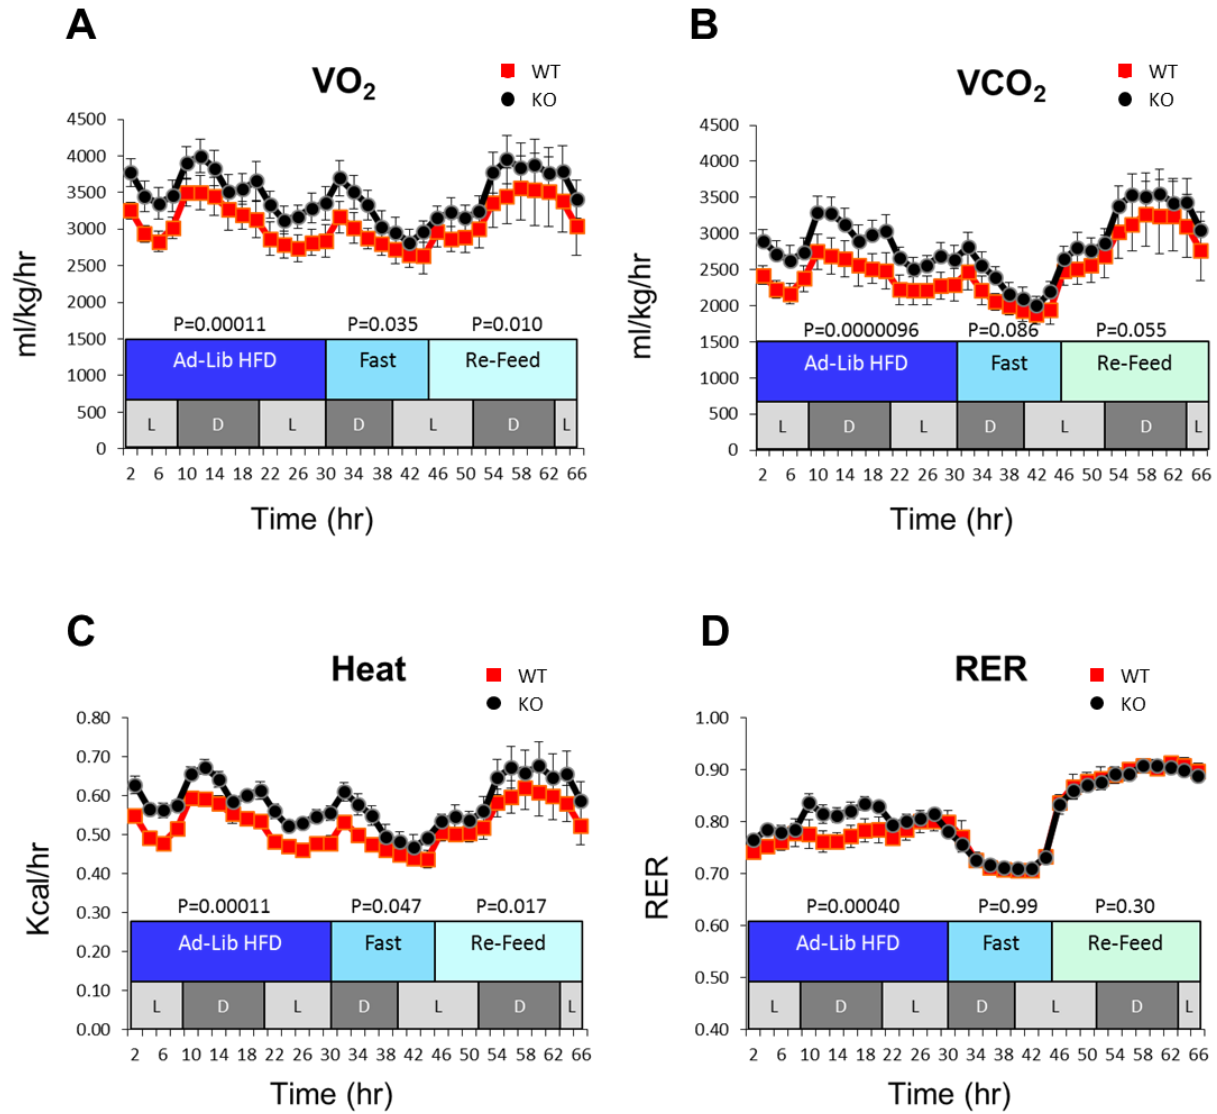 A
VO2
WT
KO
4500
4000
3500
3000
2500
2000
1500
1000
500
0
ml/kg/hr
P=0.00011 P=0.035 P=0.010
Ad-Lib HFD Fast Re-Feed
L D L D L D L
2 6 10 14 18 22 26 30 34 38 42 46 50 54 58 62 66
Time (hr)
B
VCO2
WT
KO
4500
4000
3500
3000
2500
2000
1500
1000
500
0
ml/kg/hr
P=0.0000096 P=0.086 P=0.055
Ad-Lib HFD Fast Re-Feed
L D L D L D L
2 6 10 14 18 22 26 30 34 38 42 46 50 54 58 62 66
Time (hr)
C
Heat
WT
KO
0.80
0.70
0.60
0.50
0.40
0.30
0.20
0.10
0.00
Kcal/hr
P=0.00011 P=0.047 P=0.017
Ad-Lib HFD Fast Re-Feed
L D L D L D L
2 6 10 14 18 22 26 30 34 38 42 46 50 54 58 62 66
Time (hr)
D
RER
WT
KO
1.00
0.90
0.80
0.70
0.60
0.50
0.40
RER
P=0.00040 P=0.99 P=0.30
Ad-Lib HFD Fast Re-Feed
L D L D L D L
2 6 10 14 18 22 26 30 34 38 42 46 50 54 58 62 66
Time (hr)